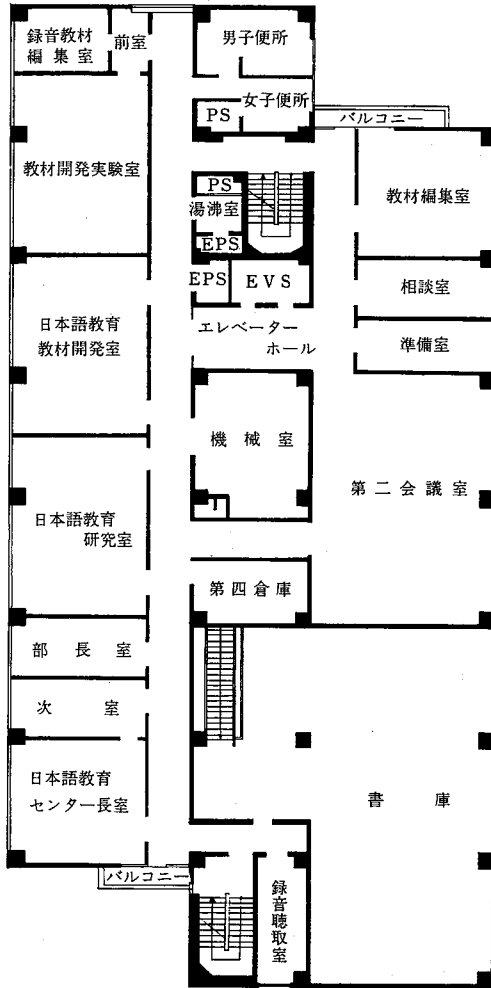 録音教材
編集室
前室
男子便所
女子便所
PS
バルコニー
教材開発実験室
教材編集室
PS
湯沸室
EPS
EPS
EVS
相談室
エレベーター
ホール
日本語教育
教材開発室
準備室
機械室
第二会議室
日本語教育
研究室
第四倉庫
部長室
次室
日本語教育
センター長室
書庫
バルコニー
録音聴取室